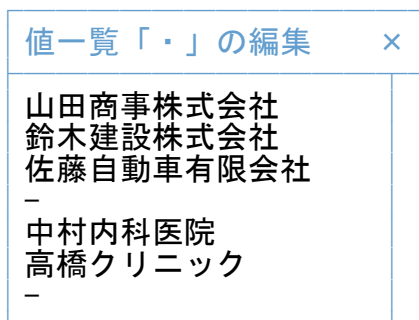 値一覧「・」の編集 ×
山田商事株式会社
鈴木建設株式会社
佐藤自動車有限会社
–
中村内科医院
高橋クリニック
–